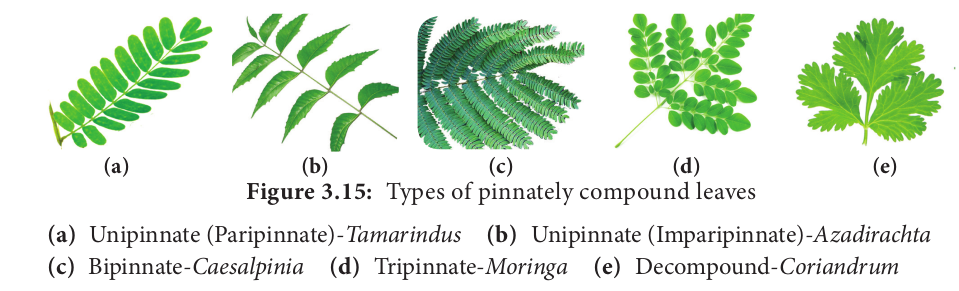 (a) (b) (c) (d) (e)
Figure 3.15: Types of pinnately compound leaves
(a) Unipinnate (Paripinnate)-Tamarindus (b) Unipinnate (Imparipinnate)-Azadirachta
(c) Bipinnate-Caesalpinia (d) Tripinnate-Moringa (e) Decompound-Coriandrum